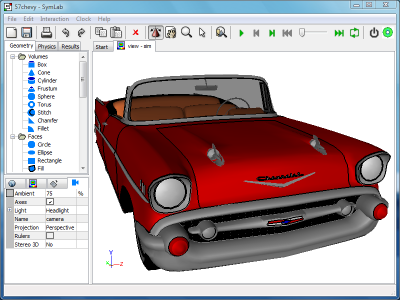 57chevy - SymLab
File Edit Interaction Clock Help
Geometry Physics Results
Start view - sim
Volumes
Box
Cone
Cylinder
Frustum
Sphere
Torus
Stitch
Chamfer
Fillet
Faces
Circle
Ellipse
Rectangle
Fill
Ambient 75 %
Axes
Light Headlight
Name camera
Projection Perspective
Rulers
Stereo 3D No
Chevrolet
Y
X
Z